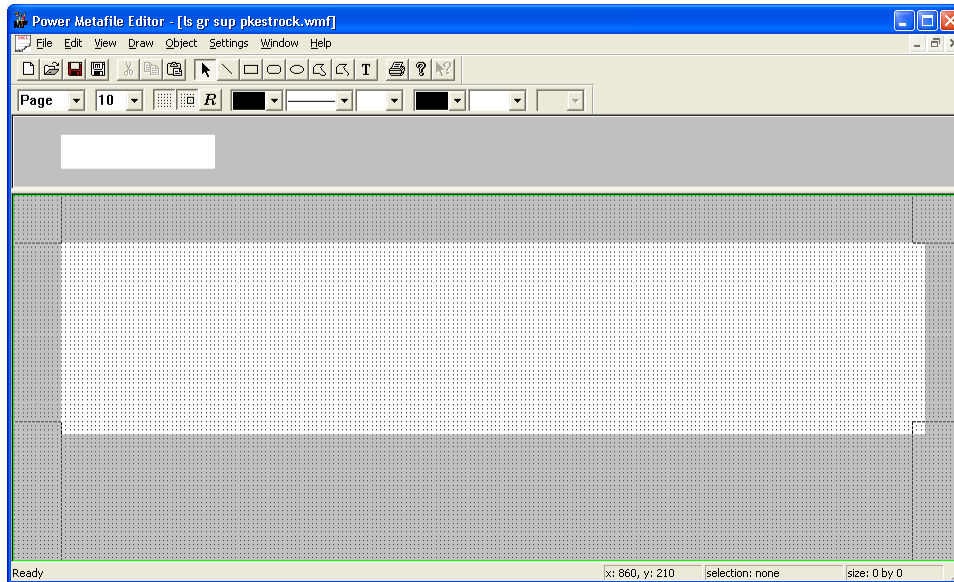 Power Metafile Editor - [ls gr sup pkestrock.wmf]
File Edit View Draw Object Settings Window Help
T
Page 10 R
Ready x: 860, y: 210 selection: none size: 0 by 0